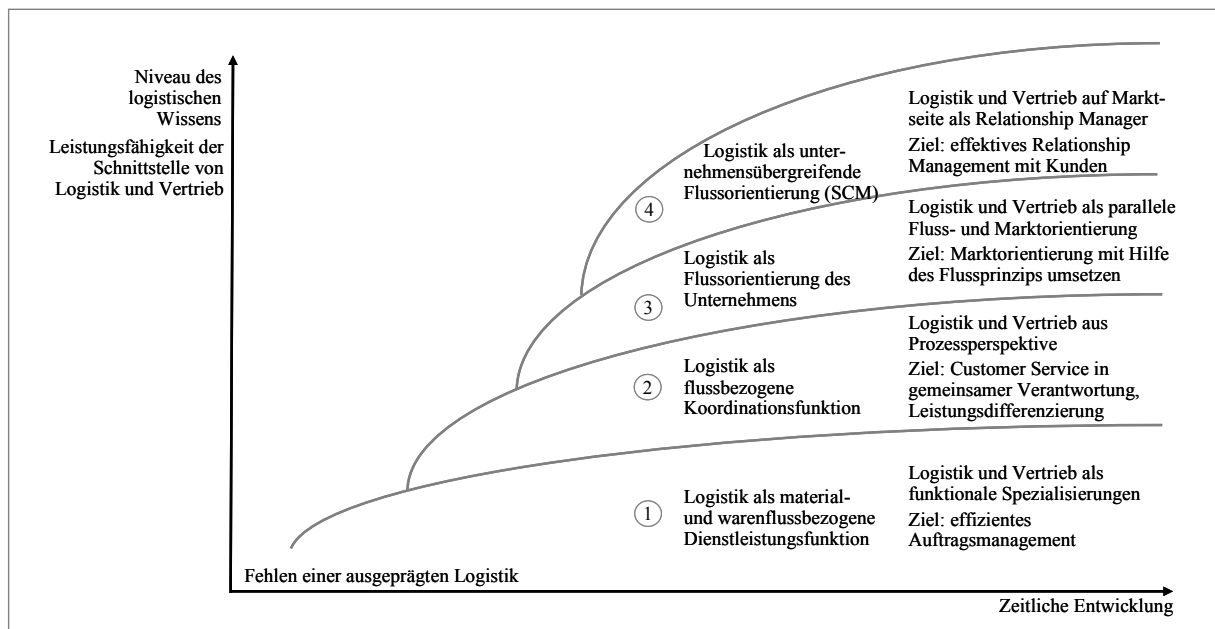 Niveau des
logistischen
Wissens
Leistungsfähigkeit der
Schnittstelle von
Logistik und Vertrieb
Logistik und Vertrieb auf Markt-
seite als Relationship Manager
Ziel: effektives Relationship
Management mit Kunden
Logistik als unter-
nehmensübergreifende
Flussorientierung (SCM)
4
Logistik und Vertrieb als parallele
Fluss- und Marktorientierung
Ziel: Marktorientierung mit Hilfe
des Flussprinzips umsetzen
Logistik als
Flussorientierung des
Unternehmens
3
Logistik und Vertrieb aus
Prozessperspektive
Ziel: Customer Service in
gemeinsamer Verantwortung,
Leistungsdifferenzierung
Logistik als
flussbezogene
Koordinationsfunktion
2
Logistik und Vertrieb als
funktionale Spezialisierungen
Ziel: effizientes
Auftragsmanagement
Logistik als material-
und warenflussbezogene
Dienstleistungsfunktion
1
Fehlen einer ausgeprägten Logistik
Zeitliche Entwicklung